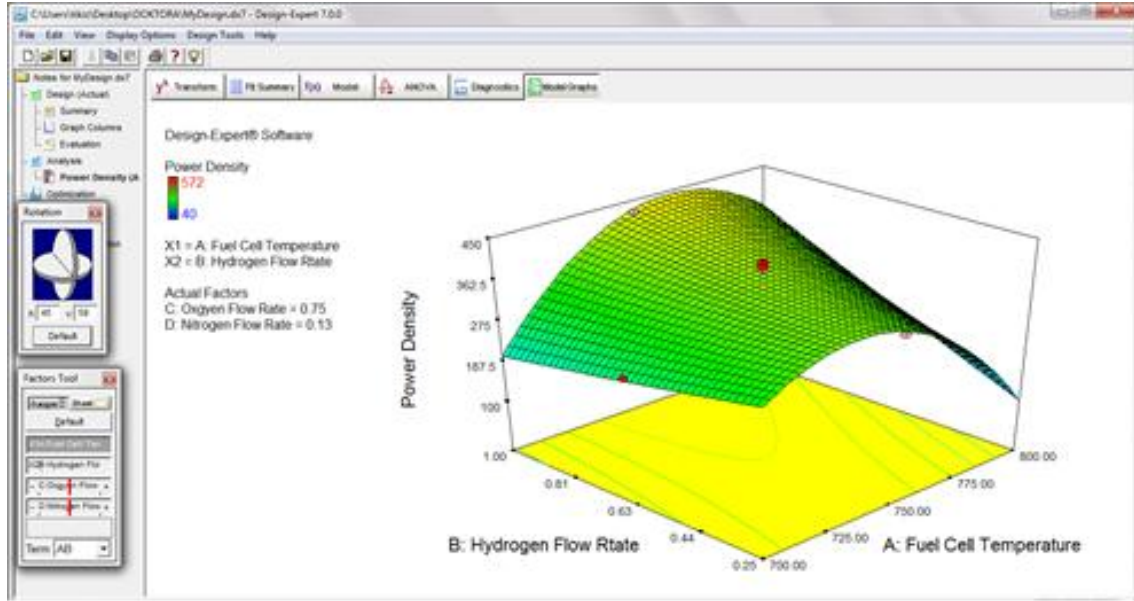 C:\Users\
Desktop\DOKTORA\MyDesign.dx7 - Design-Expert 7.0.0
File Edit View Display Options Design Tools Help
Notes for MyDesign.dx7
Design (Actual)
Summary
Graph Columns
Evaluation
Analysis
Power Density (A
Optimization
Transform
Fit Summary
f(x) Model
ANOVA
Diagnostics
Model Graphs
Design-Expert® Software
Power Density
572
40
X1 = A: Fuel Cell Temperature
X2 = B: Hydrogen Flow Rtate
Actual Factors
C: Oxigyen Flow Rate = 0.75
D: Nitrogen Flow Rate = 0.13
Rotation
Default
Factors Tool
Default
Term AB
450
362.5
275
187.5
100
Power Density
1.00
0.81
0.63
0.44
0.25
700.00
725.00
750.00
775.00
800.00
B: Hydrogen Flow Rtate
A: Fuel Cell Temperature